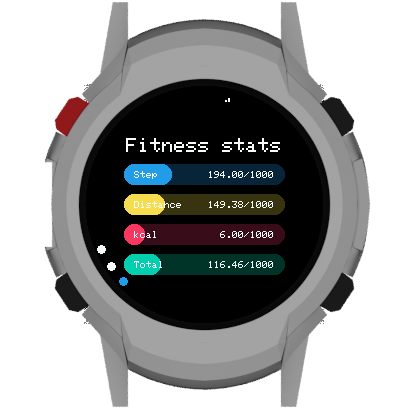 Fitness stats
Step 194.00/1000
Distance 149.38/1000
kcal 6.00/1000
Total 116.46/1000